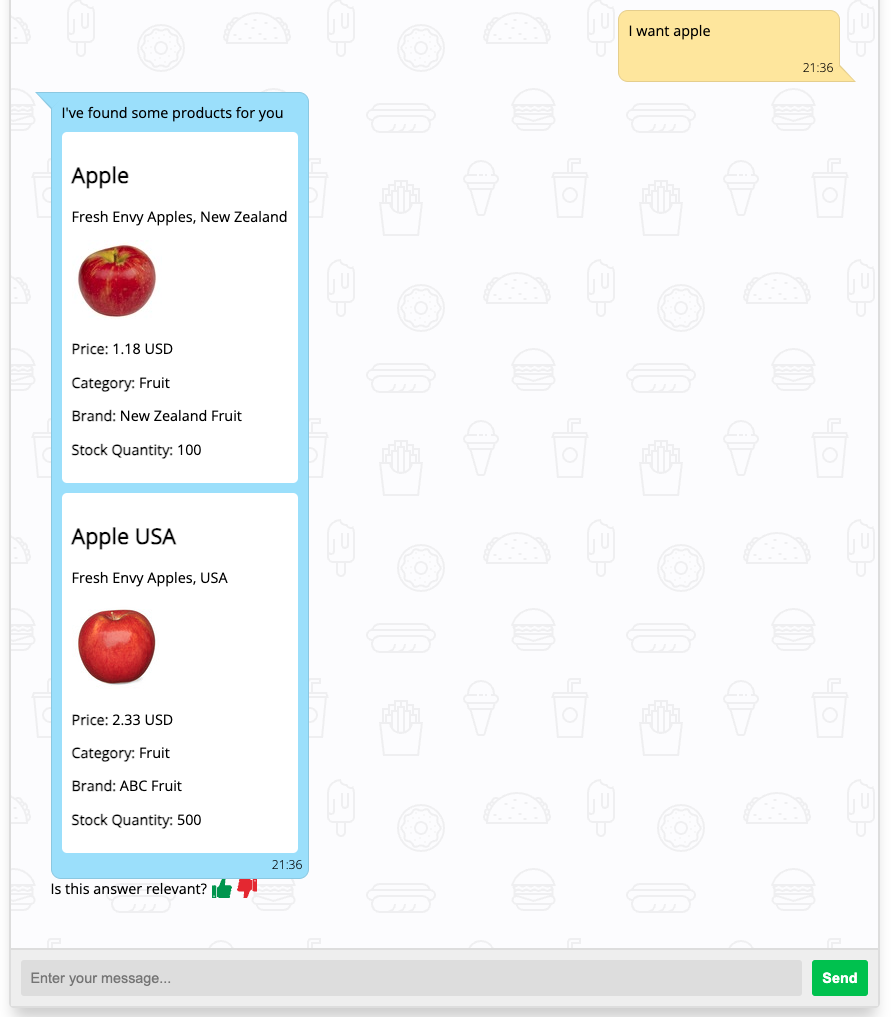 I want apple
21:36
I've found some products for you
Apple
Fresh Envy Apples, New Zealand
Price: 1.18 USD
Category: Fruit
Brand: New Zealand Fruit
Stock Quantity: 100
Apple USA
Fresh Envy Apples, USA
Price: 2.33 USD
Category: Fruit
Brand: ABC Fruit
Stock Quantity: 500
21:36
Is this answer relevant?
Enter your message...
Send